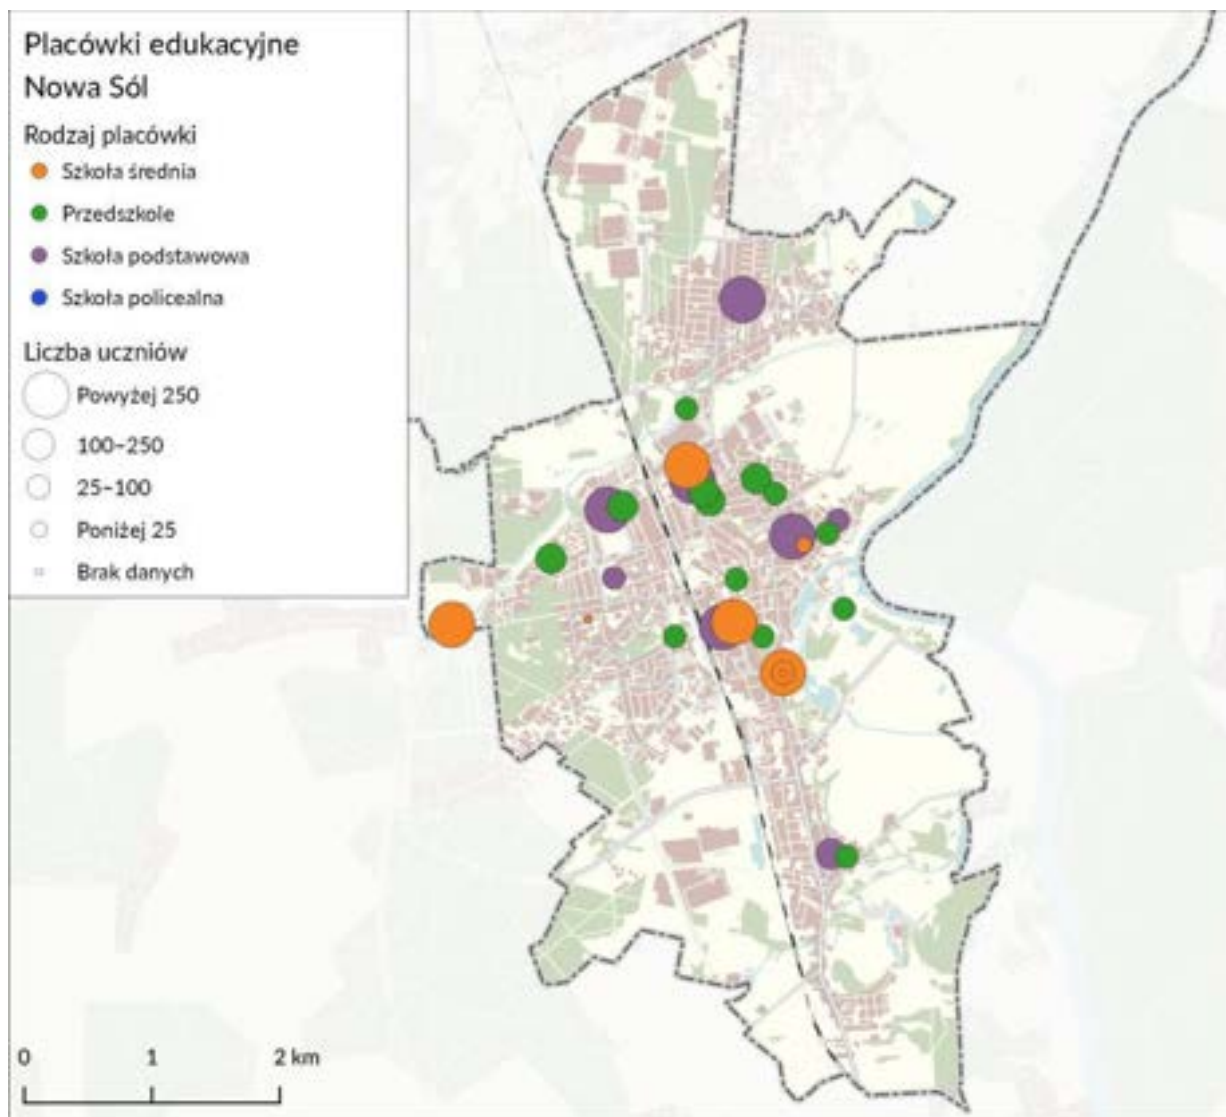 Placówki edukacyjne
Nowa Sól
Rodzaj placówki
Szkoła średnia
Przedszkole
Szkoła podstawowa
Szkoła policealna
Liczba uczniów
Powyżej 250
100–250
25–100
Poniżej 25
Brak danych
0 1 2 km